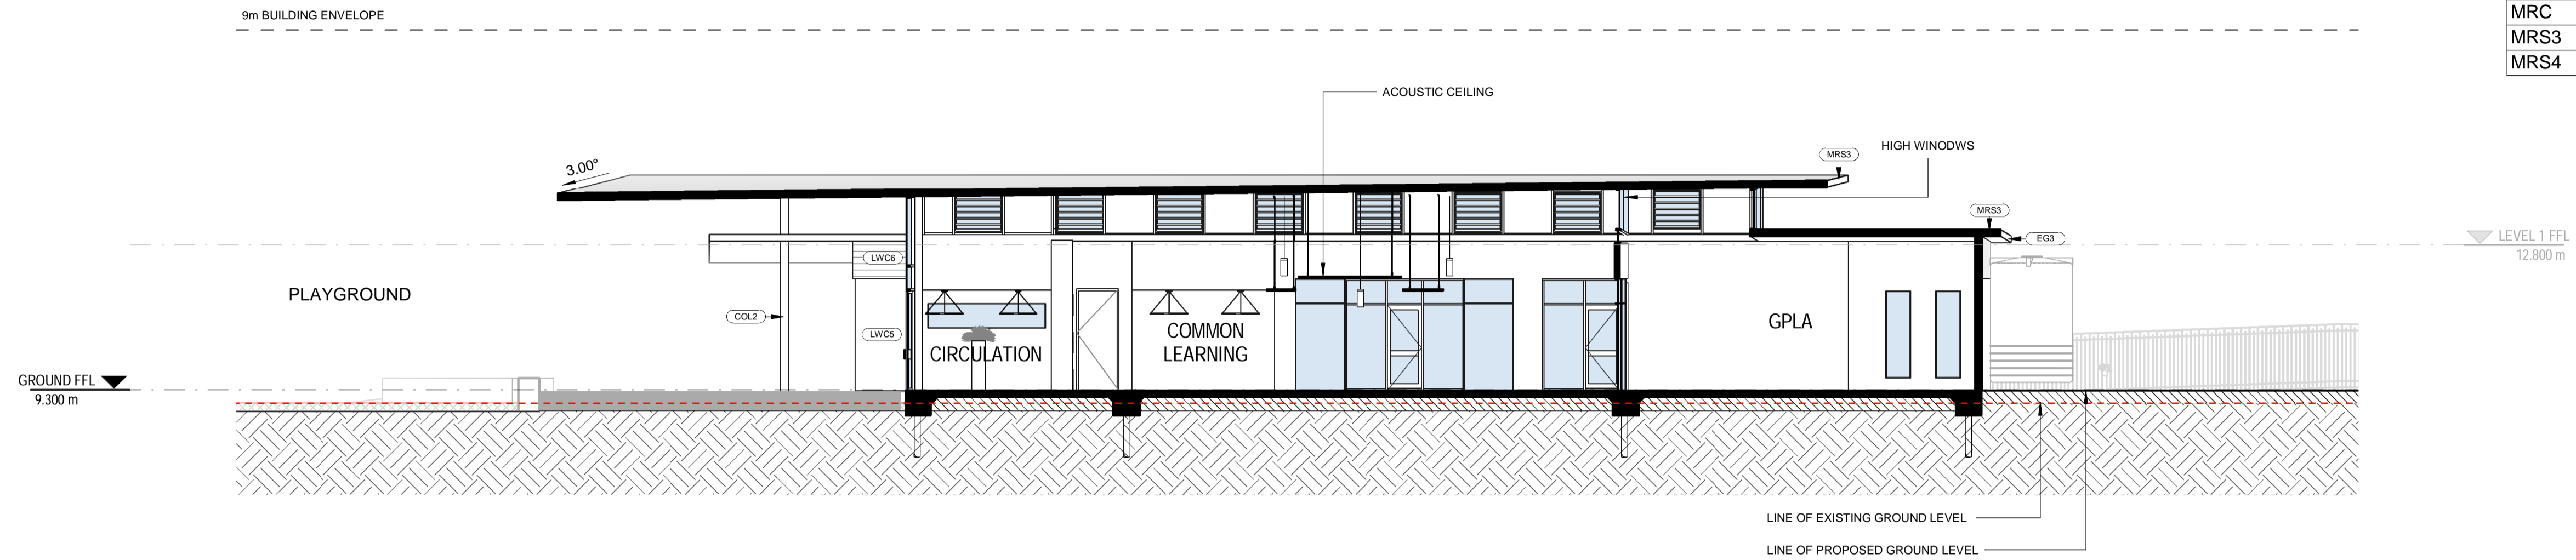 9m BUILDING ENVELOPE
MRC
MRS3
MRS4
ACOUSTIC CEILING
HIGH WINODWS
MRS3
3.00°
MRS3
EG3
LEVEL 1 FFL
12.800 m
LWC6
PLAYGROUND
COL2
LWC5
CIRCULATION
COMMON
LEARNING
GPLA
GROUND FFL
9.300 m
LINE OF EXISTING GROUND LEVEL
LINE OF PROPOSED GROUND LEVEL